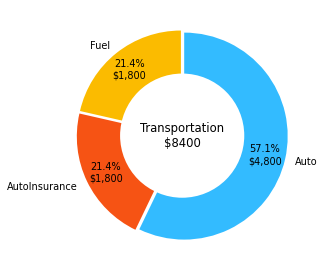 Fuel
21.4%
$1,800
Transportation
$8400
57.1%
$4,800
Auto
21.4%
$1,800
AutoInsurance